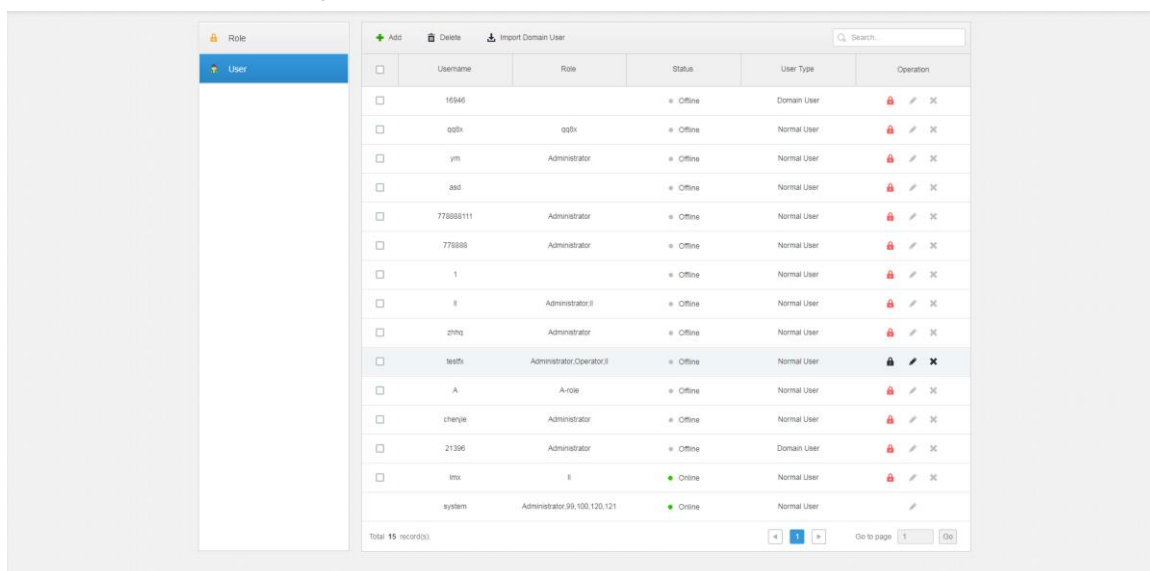 Role
User
Add Delete Import Domain User Search...
Username Role Status User Type Operation
16946 Offline Domain User
qq8x qq8x Offline Normal User
ym Administrator Offline Normal User
asd Offline Normal User
778888111 Administrator Offline Normal User
778888 Administrator Offline Normal User
1 Offline Normal User
ll Administrator,ll Offline Normal User
zhhq Administrator Offline Normal User
testfx Administrator,Operator,ll Offline Normal User
A A-role Offline Normal User
chenjie Administrator Offline Normal User
21396 Administrator Offline Domain User
lmx ll Online Normal User
system Administrator,99,100,120,121 Online Normal User
Total 15 record(s). 1 Go to page 1 Go